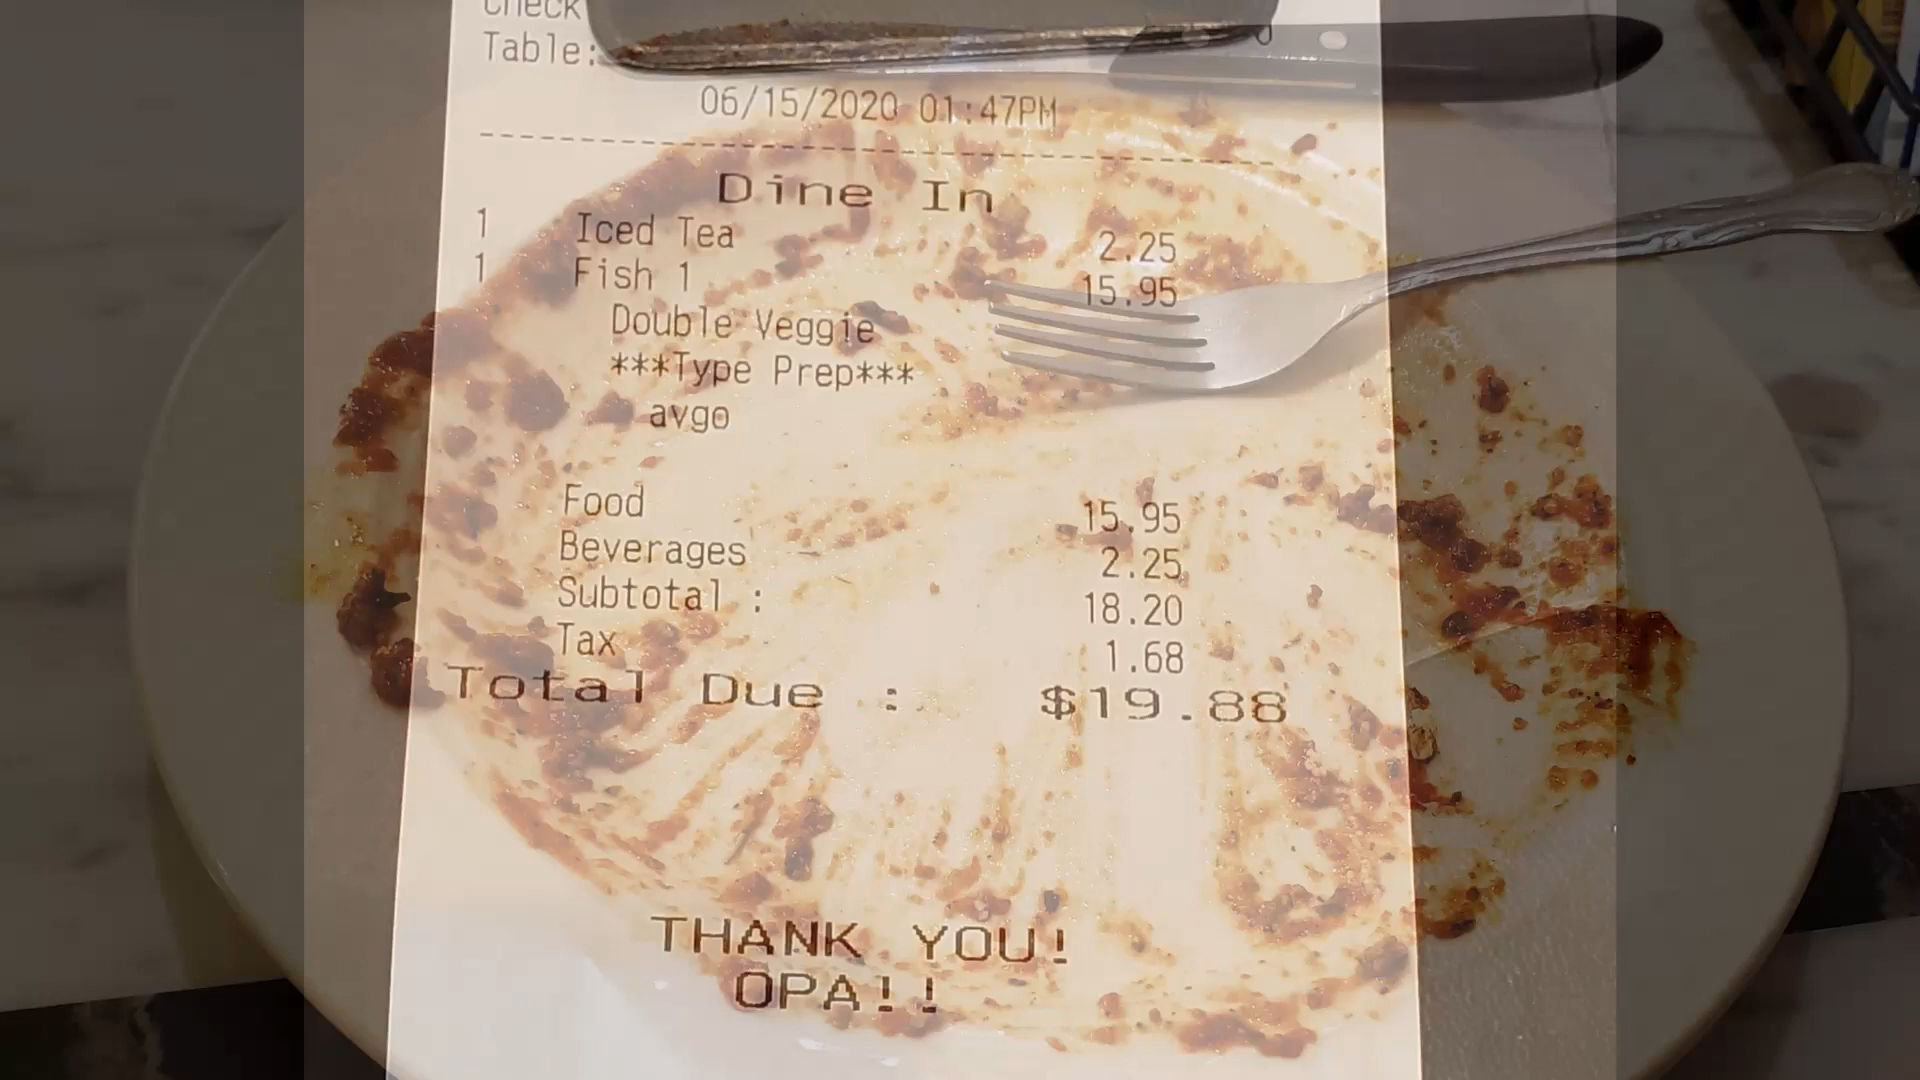 Check
Table:
06/15/2020 01:47PM
Dine In
1 Iced Tea 2.25
1 Fish 1 15.95
Double Veggie
***Type Prep***
avgo
Food 15.95
Beverages 2.25
Subtotal : 18.20
Tax 1.68
Total Due : $19.88
THANK YOU!
OPA!!